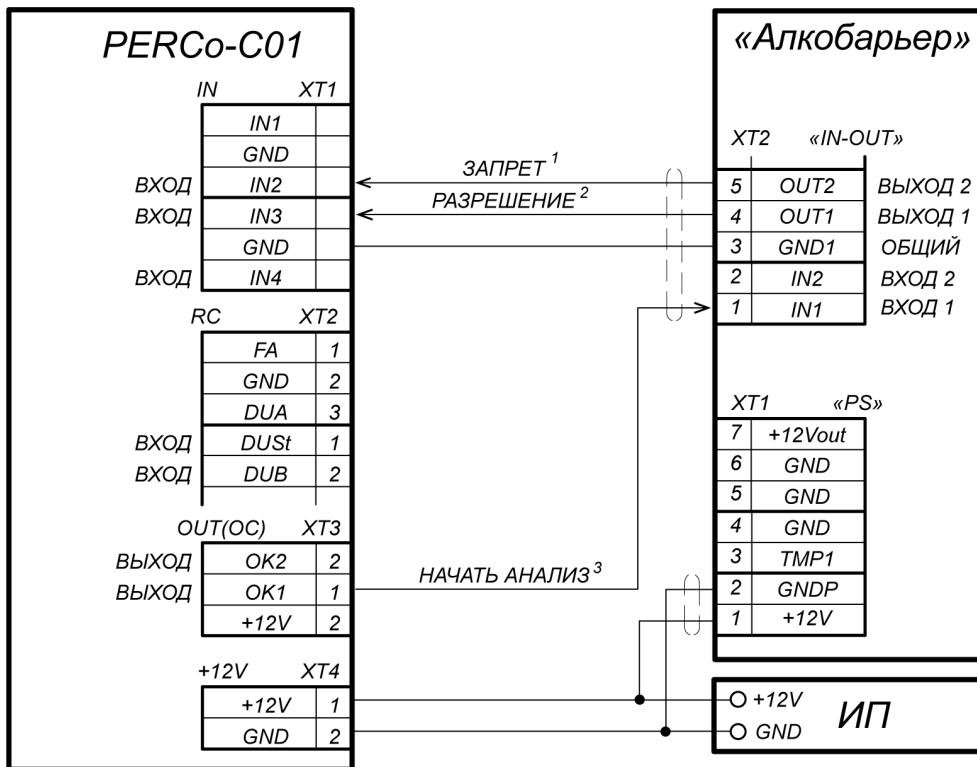 PERCo-C01
IN XT1
IN1
GND
ВХОД IN2
ВХОД IN3
GND
ВХОД IN4
RC XT2
FA 1
GND 2
DUA 3
ВХОД DUSt 1
ВХОД DUB 2
OUT(OC) XT3
ВЫХОД OK2 2
ВЫХОД OK1 1
+12V 2
+12V XT4
+12V 1
GND 2
ЗАПРЕТ 1
РАЗРЕШЕНИЕ 2
НАЧАТЬ АНАЛИЗ 3
«Алкобарьер»
XT2 «IN-OUT»
5 OUT2 ВЫХОД 2
4 OUT1 ВЫХОД 1
3 GND1 ОБЩИЙ
2 IN2 ВХОД 2
1 IN1 ВХОД 1
XT1 «PS»
7 +12Vout
6 GND
5 GND
4 GND
3 TMP1
2 GNDP
1 +12V
+12V
GND
ИП